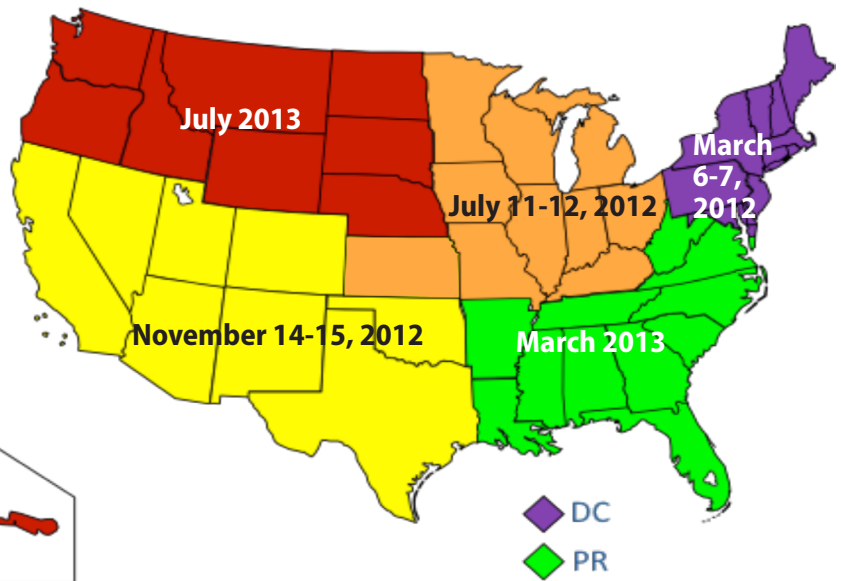 July 2013
March
6-7,
2012
July 11-12, 2012
November 14-15, 2012
March 2013
DC
PR